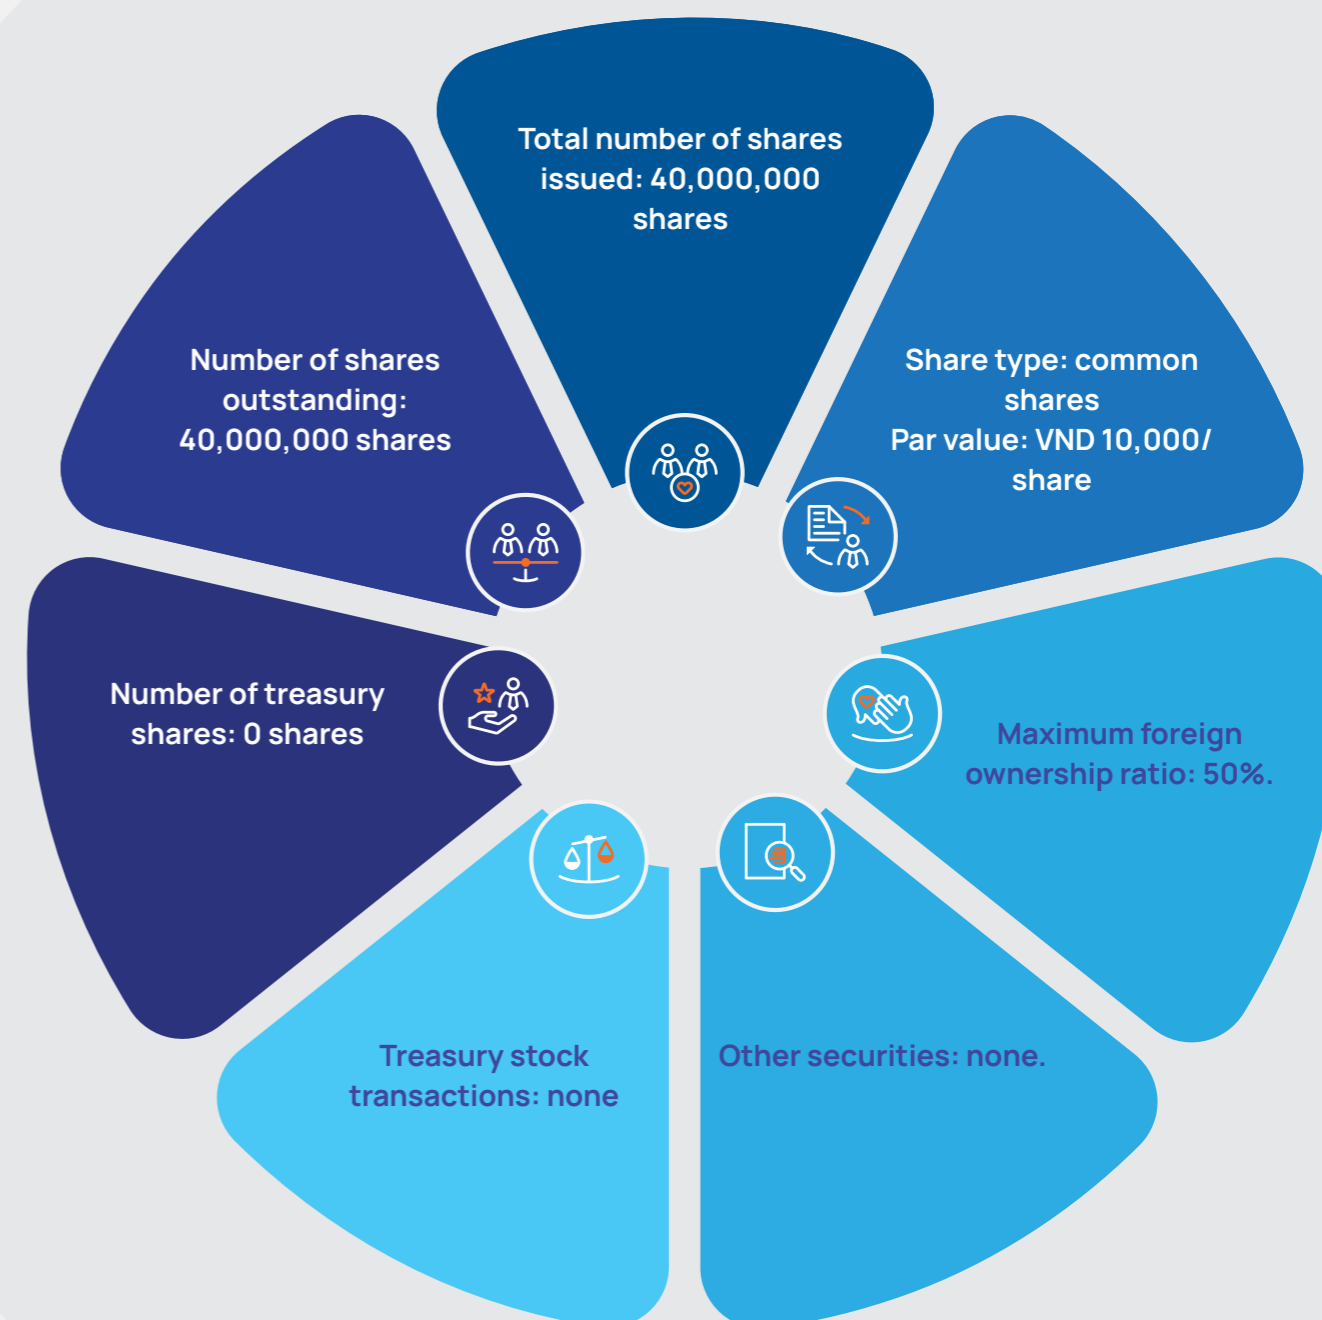 Total number of shares
issued: 40,000,000
shares
Share type: common
shares
Par value: VND 10,000/
share
Maximum foreign
ownership ratio: 50%.
Other securities: none.
Treasury stock
transactions: none
Number of treasury
shares: 0 shares
Number of shares
outstanding:
40,000,000 shares